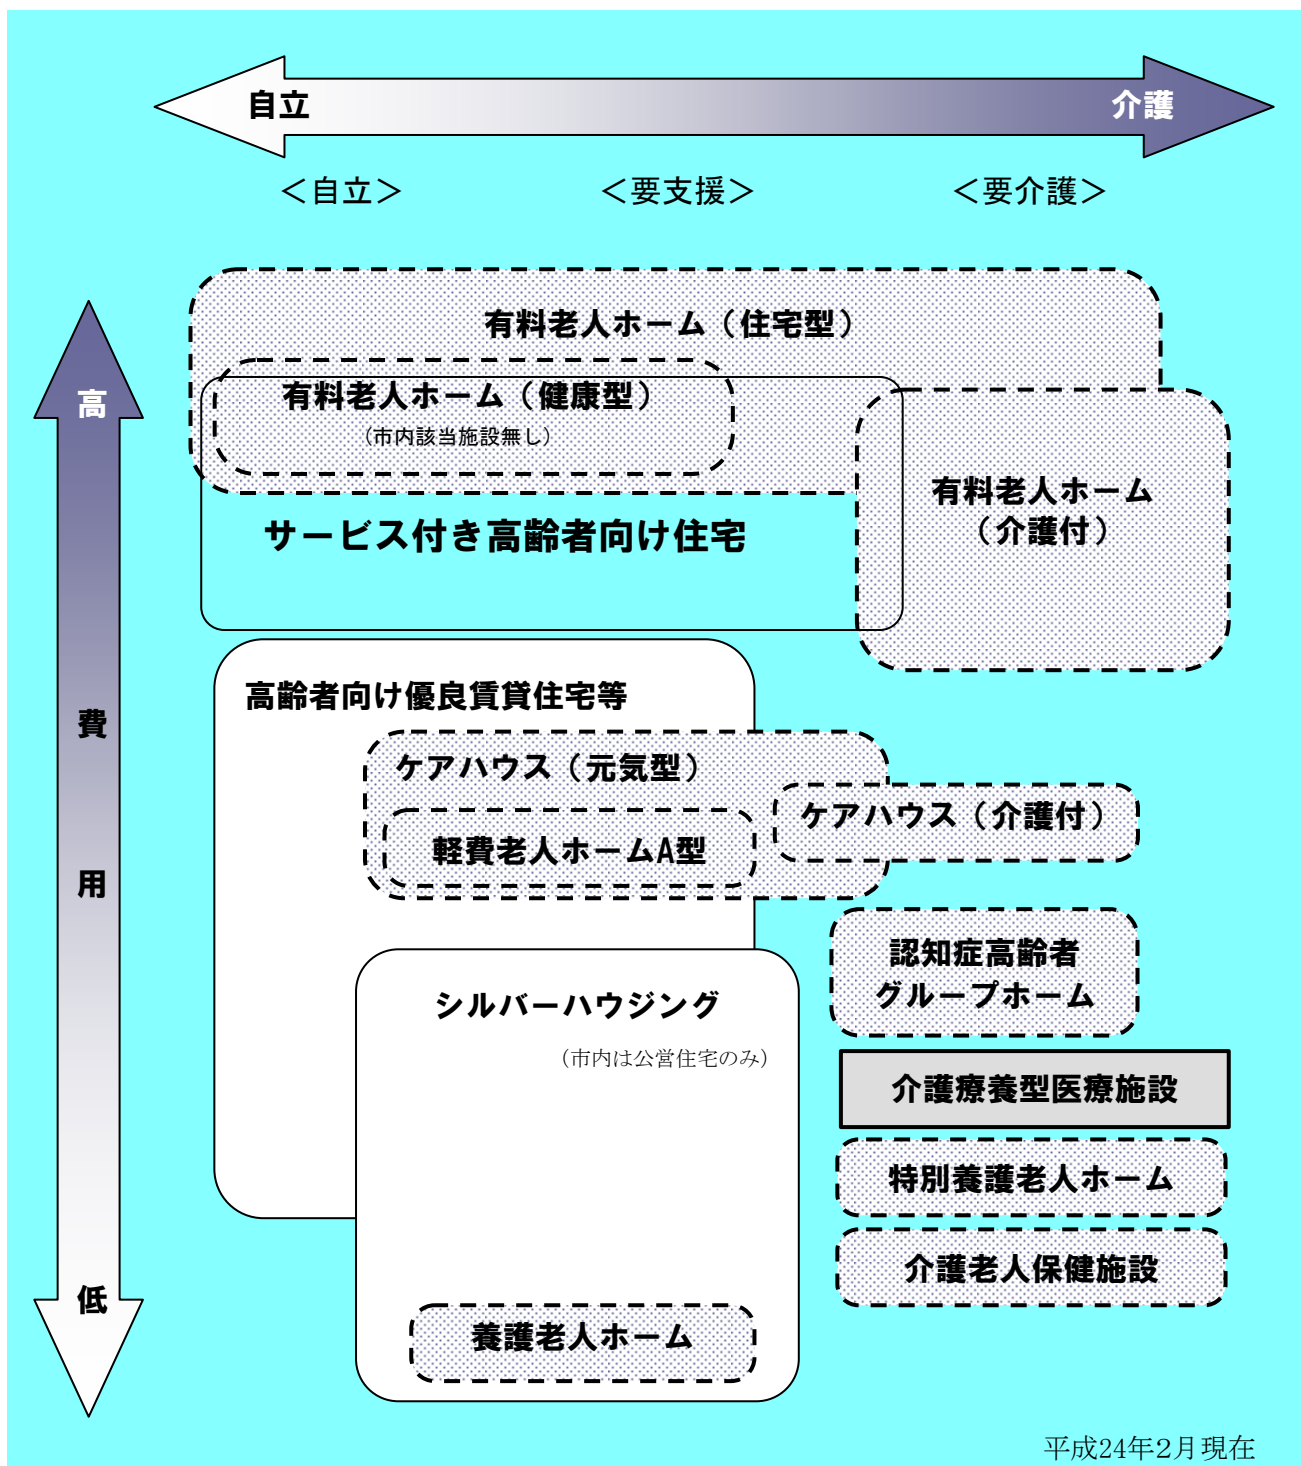 自立
介護
＜自立＞
＜要支援＞
＜要介護＞
高
費
用
低
有料老人ホーム（住宅型）
有料老人ホーム（健康型）
（市内該当施設無し）
有料老人ホーム
（介護付）
サービス付き高齢者向け住宅
高齢者向け優良賃貸住宅等
ケアハウス（元気型）
ケアハウス（介護付）
軽費老人ホームA型
認知症高齢者
グループホーム
シルバーハウジング
（市内は公営住宅のみ）
介護療養型医療施設
特別養護老人ホーム
介護老人保健施設
養護老人ホーム
平成24年2月現在